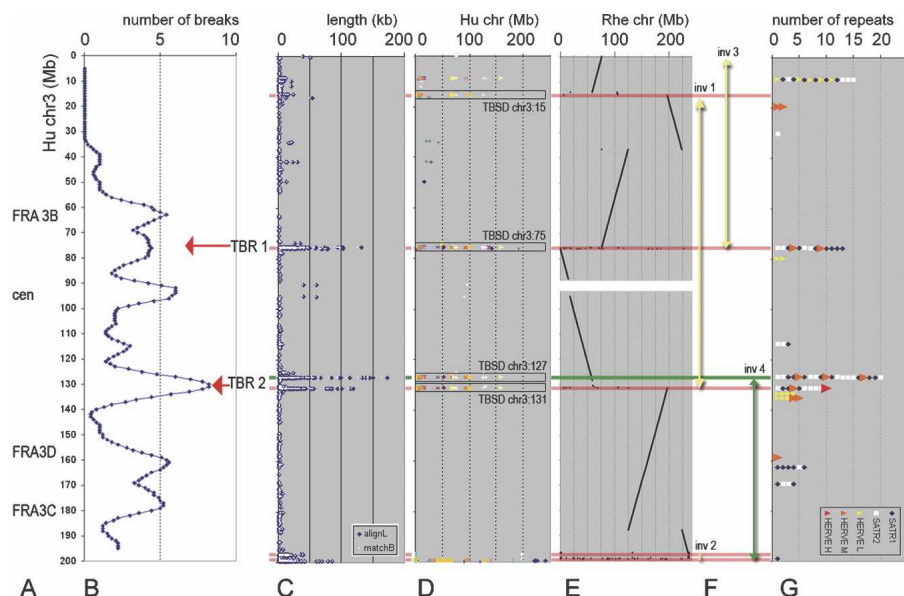 number of breaks
length (kb)
Hu chr (Mb)
Rhe chr (Mb)
number of repeats
0 5 10
0 50 100 150 200
0 100 200
0 100 200
0 5 10 15 20
Hu chr3 (Mb)
0
10
20
30
40
50
60
70
80
90
100
110
120
130
140
150
160
170
180
190
200
FRA 3B
cen
FRA3D
FRA3C
TBR 1
TBR 2
TBSD chr3:15
TBSD chr3:75
TBSD chr3:127
TBSD chr3:131
inv 3
inv 1
inv 4
inv 2
alignL
matchB
HERVE H
HERVE M
HERVE L
SATR2
SATR1
A B C D E F G